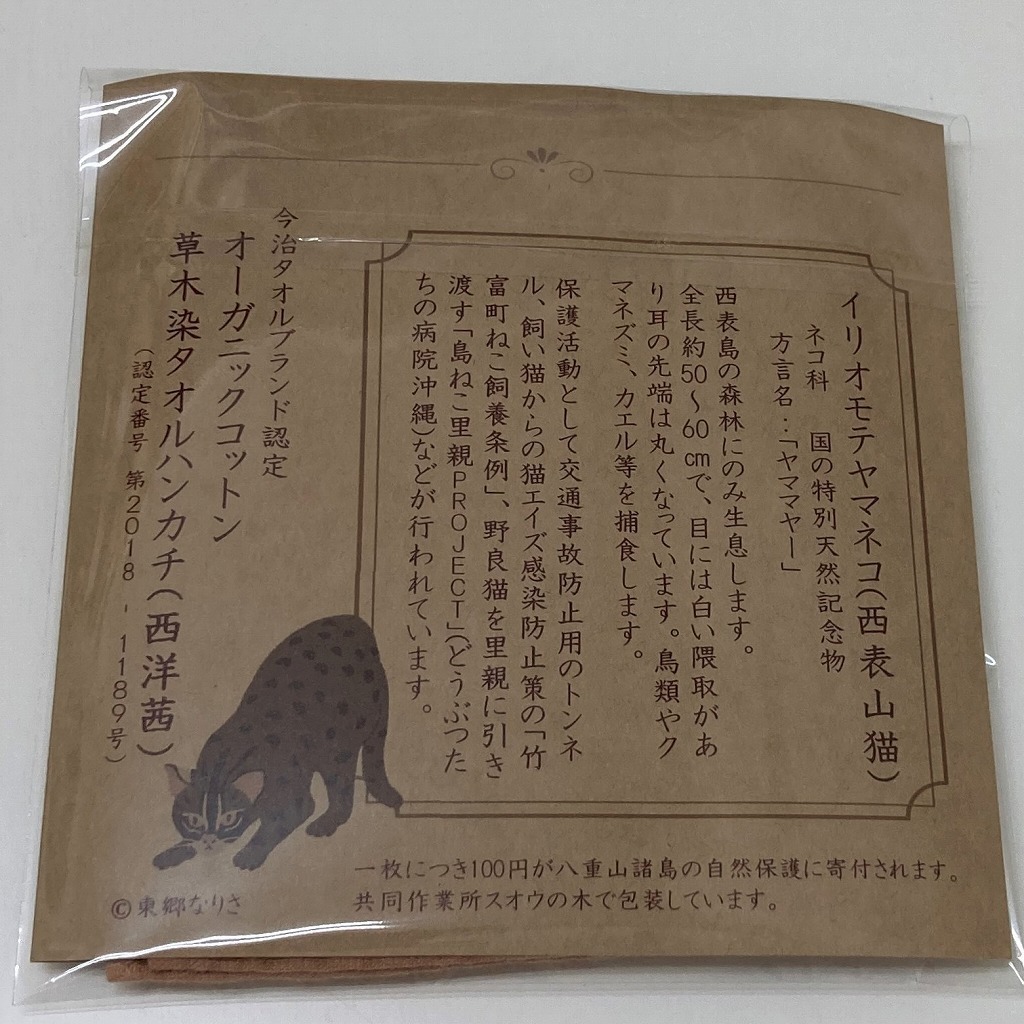 イリオモテヤマネコ(西表山猫)
ネコ科　国の特別天然記念物
方言名：「ヤママヤー」
西表島の森林にのみ生息します。
全長約50～60cmで、目には白い隈取があ
り耳の先端は丸くなっています。鳥類やク
マネズミ、カエル等を捕食します。
保護活動として交通事故防止用のトンネ
ル、飼い猫からの猫エイズ感染防止策の「竹
富町ねこ飼養条例」、野良猫を里親に引き
渡す「島ねこ里親PROJECT」(どうぶつた
ちの病院沖縄)などが行われています。
今治タオルブランド認定
オーガニックコットン
草木染タオルハンカチ(西洋茜)
(認定番号 第2018-1189号)
一枚につき100円が八重山諸島の自然保護に寄付されます。
共同作業所スオウの木で包装しています。
©東郷なりさ